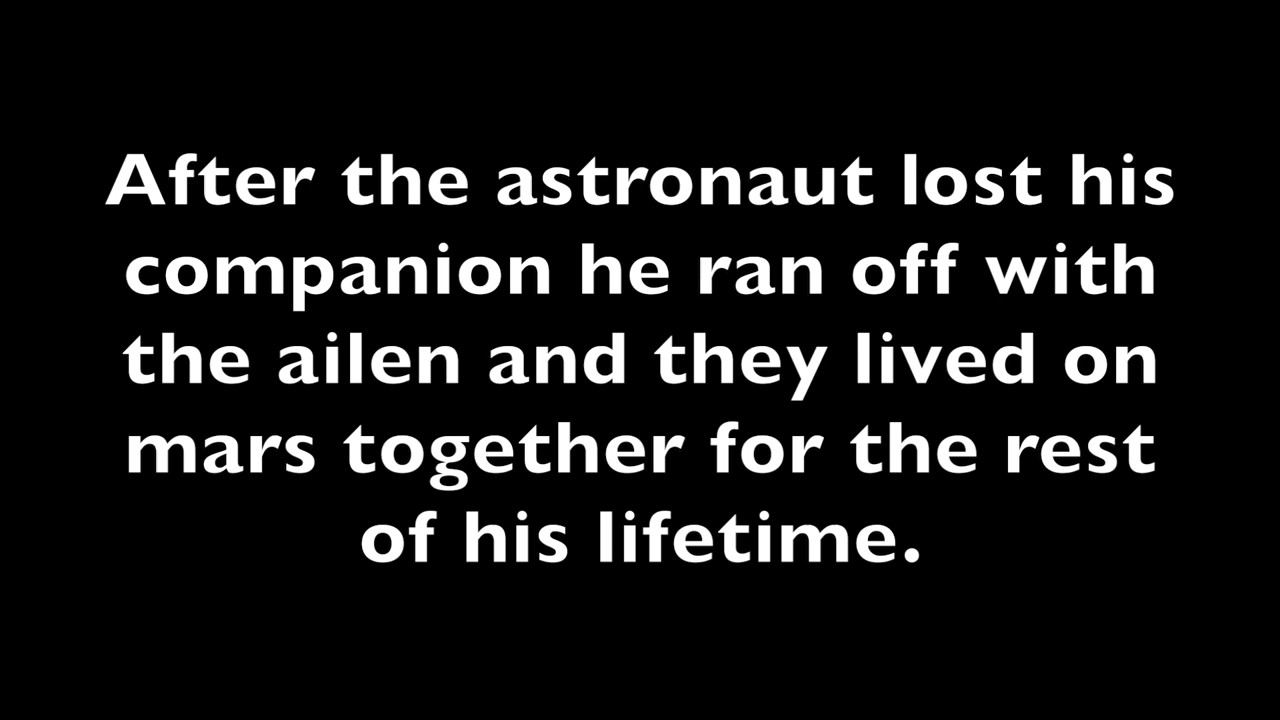 After the astronaut lost his
companion he ran off with
the ailen and they lived on
mars together for the rest
of his lifetime.